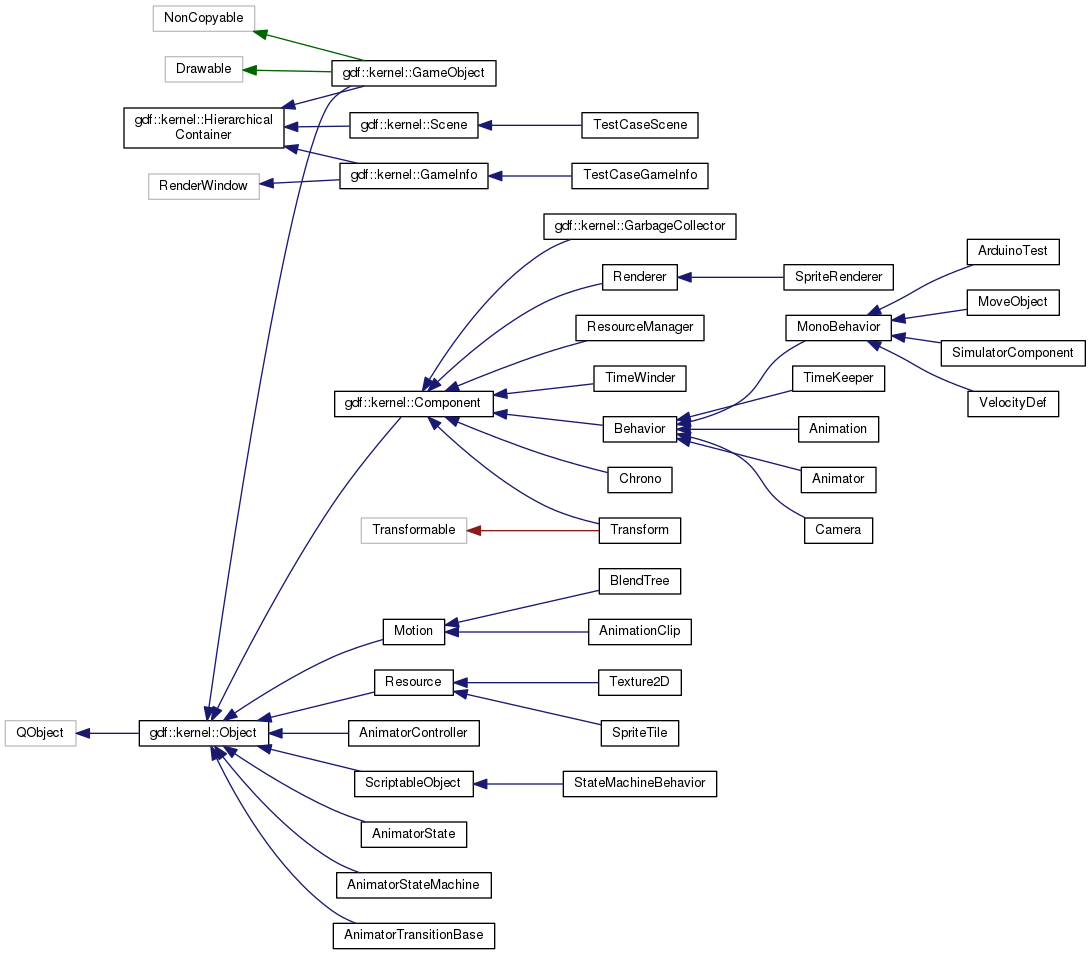 NonCopyable
Drawable
gdf::kernel::GameObject
gdf::kernel::Hierarchical
Container
gdf::kernel::Scene
TestCaseScene
RenderWindow
gdf::kernel::GameInfo
TestCaseGameInfo
gdf::kernel::GarbageCollector
Renderer
SpriteRenderer
ResourceManager
TimeWinder
gdf::kernel::Component
Behavior
Chrono
Transformable
Transform
ArduinoTest
MoveObject
MonoBehavior
SimulatorComponent
TimeKeeper
VelocityDef
Animation
Animator
Camera
BlendTree
Motion
AnimationClip
Resource
Texture2D
SpriteTile
QObject
gdf::kernel::Object
AnimatorController
ScriptableObject
StateMachineBehavior
AnimatorState
AnimatorStateMachine
AnimatorTransitionBase